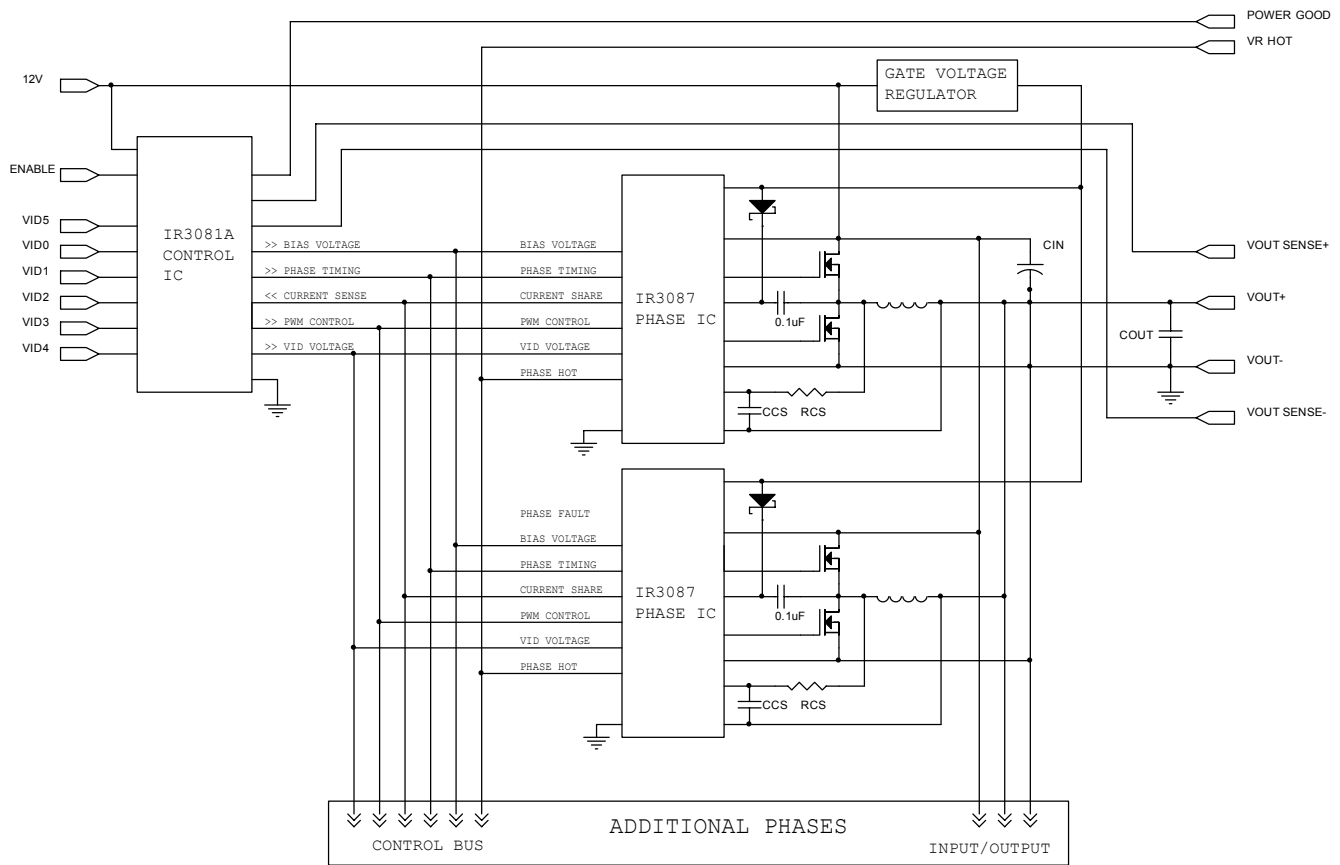 POWER GOOD
VR HOT
12V
GATE VOLTAGE
REGULATOR
ENABLE
VID5
VID0
VID1
VID2
VID3
VID4
IR3081A
CONTROL
IC
>> BIAS VOLTAGE
>> PHASE TIMING
<< CURRENT SENSE
>> PWM CONTROL
>> VID VOLTAGE
BIAS VOLTAGE
PHASE TIMING
CURRENT SHARE
PWM CONTROL
VID VOLTAGE
PHASE HOT
IR3087
PHASE IC
0.1uF
CCS
RCS
CIN
COUT
VOUT SENSE+
VOUT+
VOUT-
VOUT SENSE-
PHASE FAULT
BIAS VOLTAGE
PHASE TIMING
CURRENT SHARE
PWM CONTROL
VID VOLTAGE
PHASE HOT
IR3087
PHASE IC
0.1uF
CCS
RCS
ADDITIONAL PHASES
CONTROL BUS
INPUT/OUTPUT